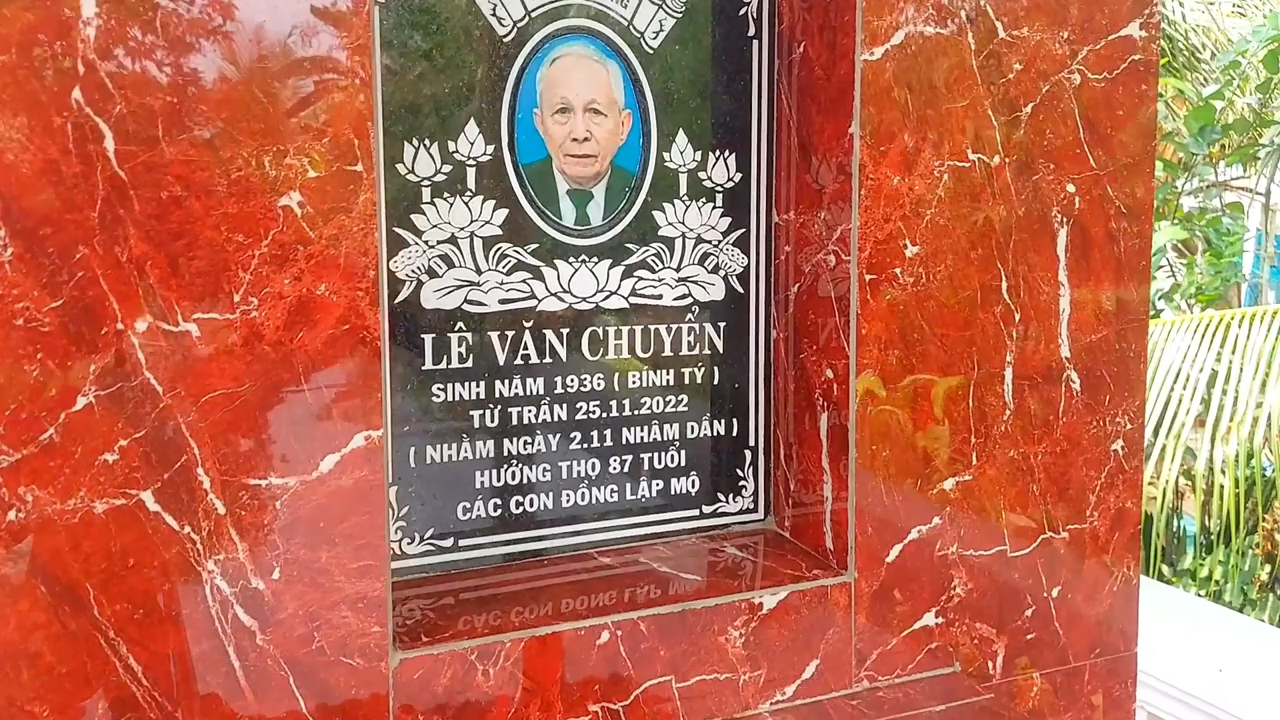 LÊ VĂN CHUYỂN
SINH NĂM 1936 ( BÍNH TÝ )
TỪ TRẦN 25.11.2022
( NHẰM NGÀY 2.11 NHÂM DẦN )
HƯỞNG THỌ 87 TUỔI
CÁC CON ĐỒNG LẬP MỘ